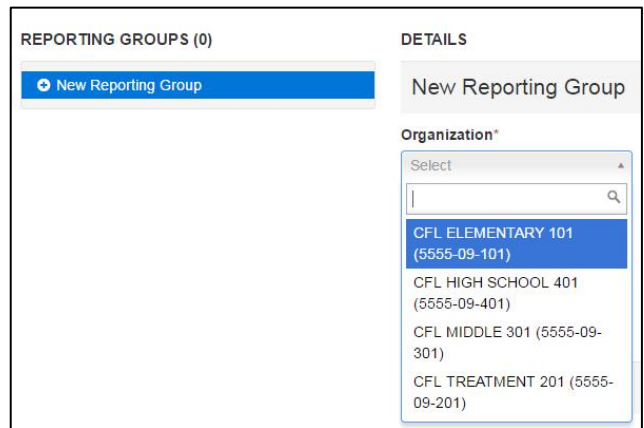 REPORTING GROUPS (0)
New Reporting Group
DETAILS
New Reporting Group
Organization*
Select
CFL ELEMENTARY 101
(5555-09-101)
CFL HIGH SCHOOL 401
(5555-09-401)
CFL MIDDLE 301 (5555-09-
301)
CFL TREATMENT 201 (5555-
09-201)